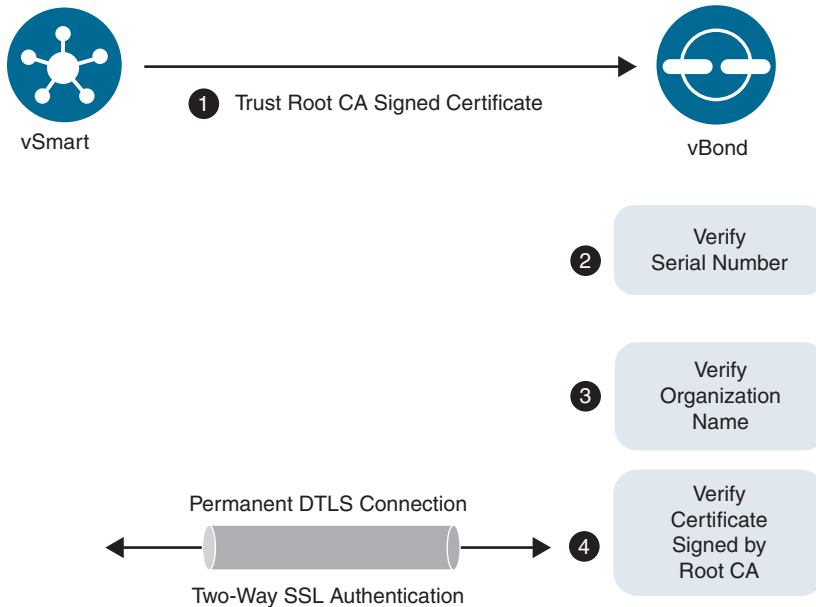 1 Trust Root CA Signed Certificate
vSmart
vBond
2
Verify
Serial Number
3
Verify
Organization
Name
Permanent DTLS Connection
Two-Way SSL Authentication
4
Verify
Certificate
Signed by
Root CA